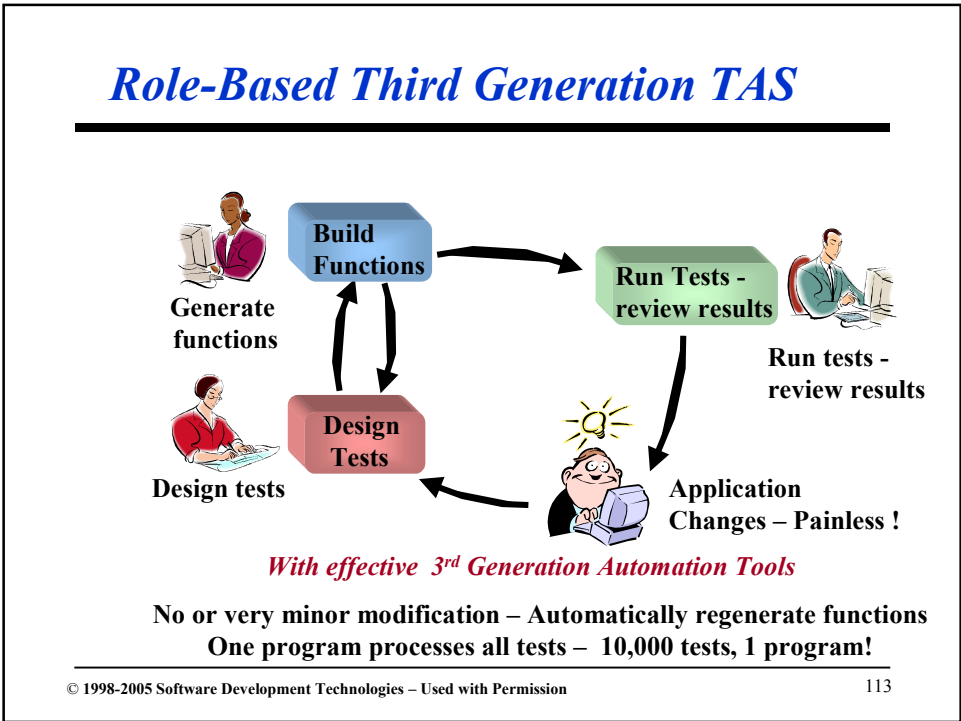 Role-Based Third Generation TAS
Build
Functions
Generate
functions
Run Tests -
review results
Run tests -
review results
Design
Tests
Design tests
Application
Changes – Painless !
With effective 3rd Generation Automation Tools
No or very minor modification – Automatically regenerate functions
One program processes all tests – 10,000 tests, 1 program!
© 1998-2005 Software Development Technologies – Used with Permission
113